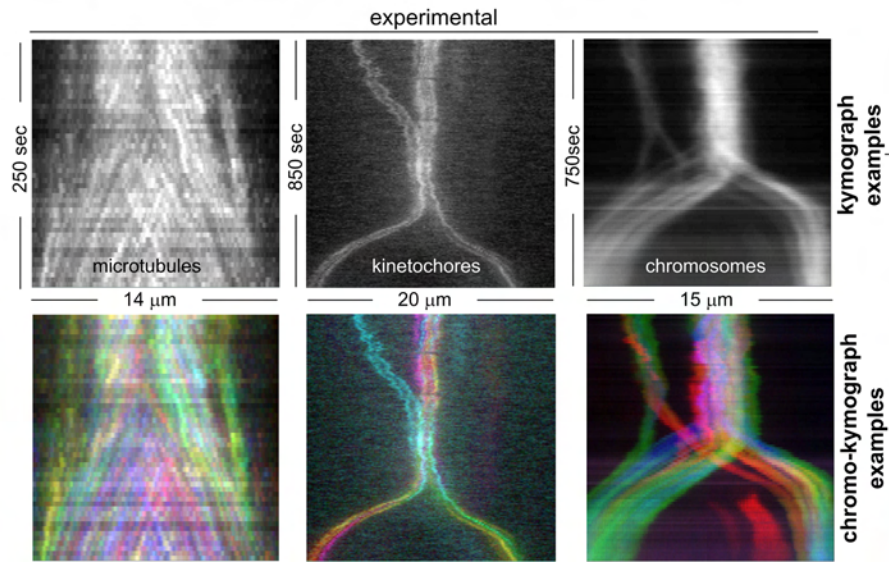 experimental
250 sec
microtubules
850 sec
kinetochores
750sec
chromosomes
kymograph
examples
14 μm
20 μm
15 μm
chromo-kymograph
examples